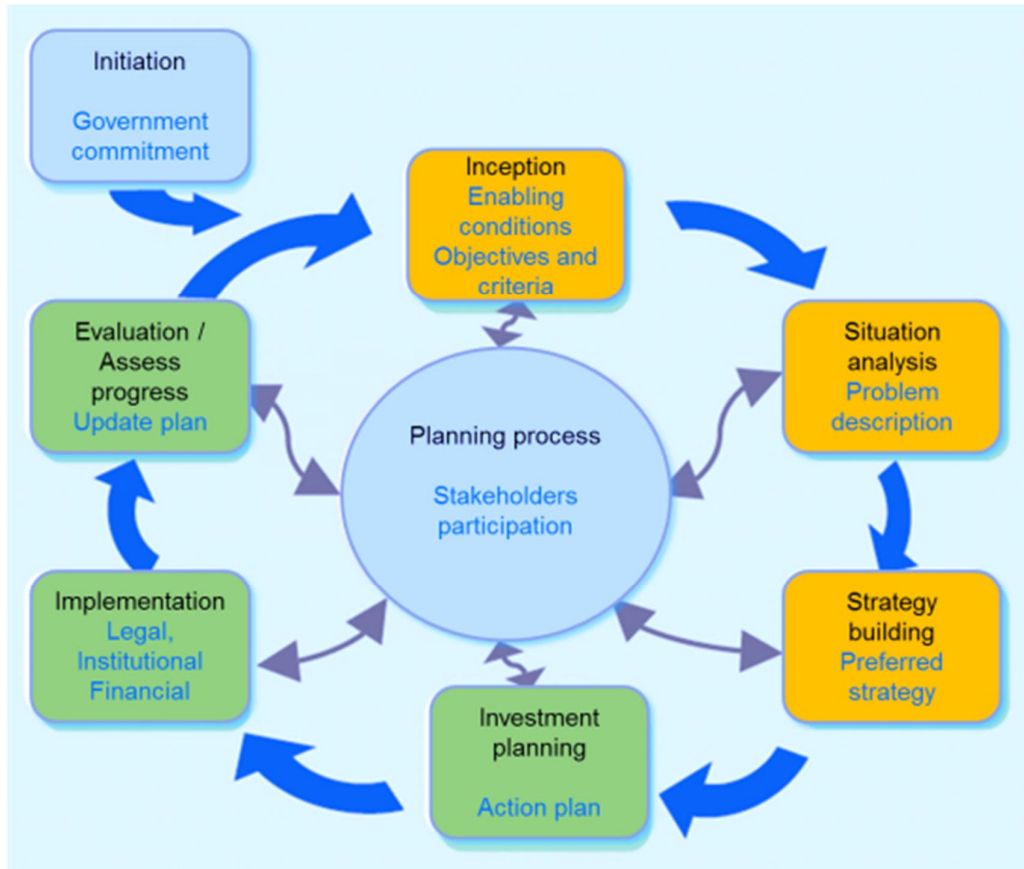 Initiation
Government
commitment
Inception
Enabling
conditions
Objectives and
criteria
Situation
analysis
Problem
description
Strategy
building
Preferred
strategy
Investment
planning
Action plan
Implementation
Legal,
Institutional
Financial
Evaluation /
Assess
progress
Update plan
Planning process
Stakeholders
participation